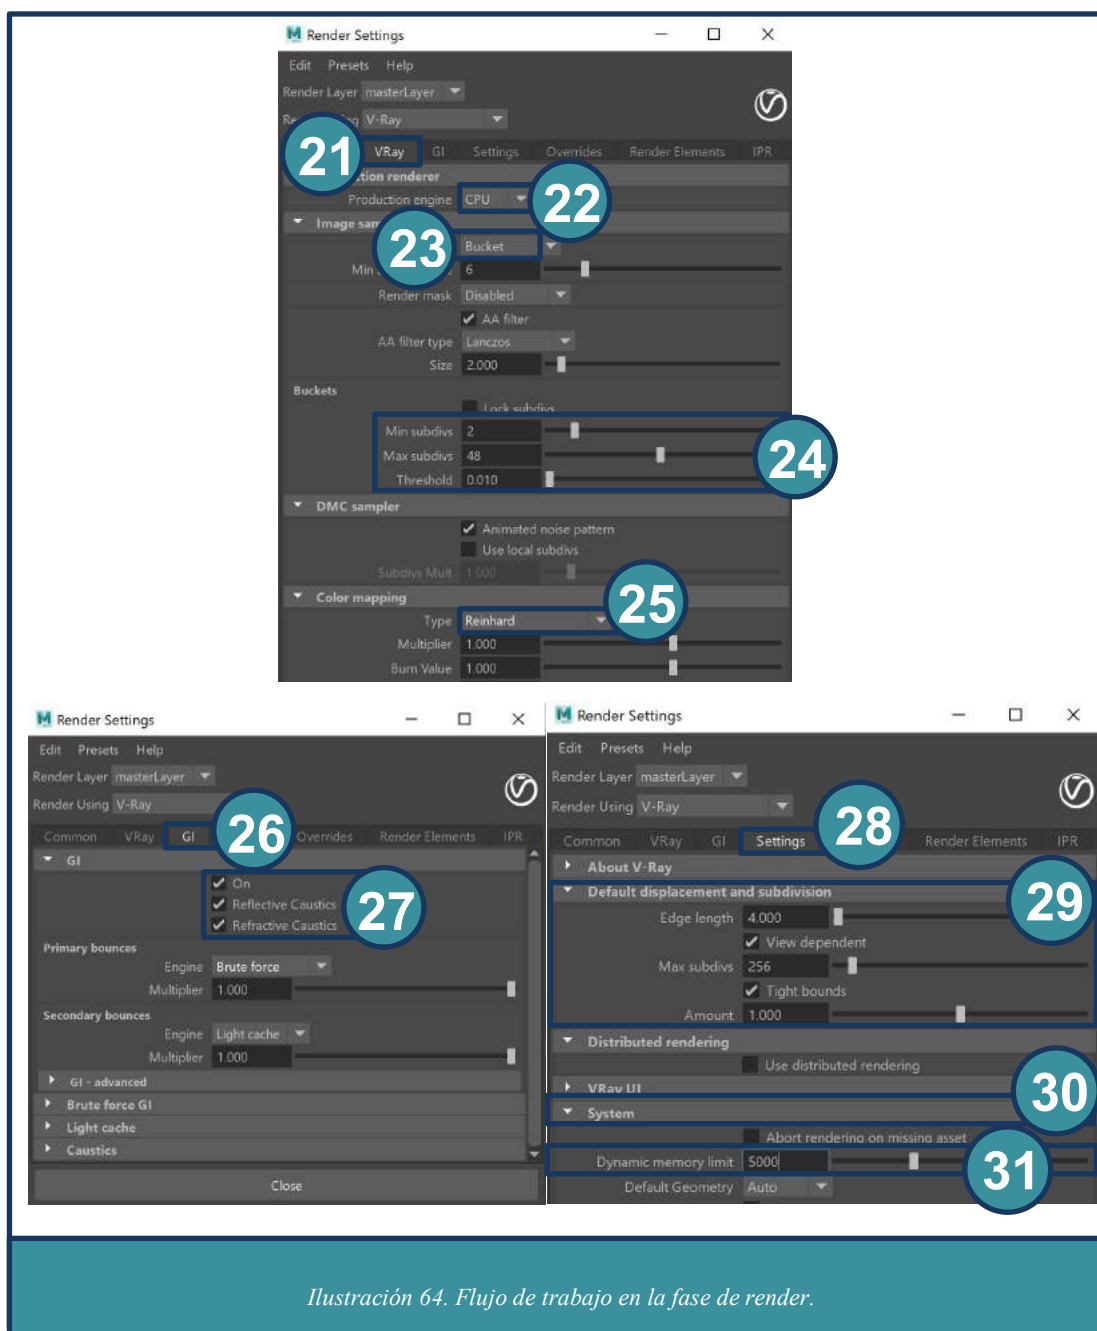 Render Settings
Edit Presets Help
Render Layer masterLayer
V-Ray
21 VRay GI Settings Overrides Render Elements IPR
renderer
Production engine CPU 22
23 Bucket
6
Render mask Disabled
AA filter
AA filter type Lanczos
Size 2.000
Buckets
Lock subdivs
Min subdivs 2
Max subdivs 48 24
Threshold 0.010
DMC sampler
Animated noise pattern
Use local subdivs
Subdivs Mult 1.000
Color mapping 25
Type Reinhard
Multiplier 1.000
Burn Value 1.000
Render Settings
Edit Presets Help
Render Layer masterLayer
Render Using V-Ray
Common VRay GI 26 Overrides Render Elements IPR
GI
On
Reflective Caustics 27
Refractive Caustics
Primary bounces
Engine Brute force
Multiplier 1.000
Secondary bounces
Engine Light cache
Multiplier 1.000
GI - advanced
Brute force GI
Light cache
Caustics
Close
Render Settings
Edit Presets Help
Render Layer masterLayer
Render Using V-Ray
Common VRay GI Settings 28 Render Elements IPR
About V-Ray
Default displacement and subdivision 29
Edge length 4.000
View dependent
Max subdivs 256
Tight bounds
Amount 1.000
Distributed rendering
Use distributed rendering
VRay UI 30
System
Abort rendering on missing asset
Dynamic memory limit 5000 31
Default Geometry Auto
Ilustración 64. Flujo de trabajo en la fase de render.